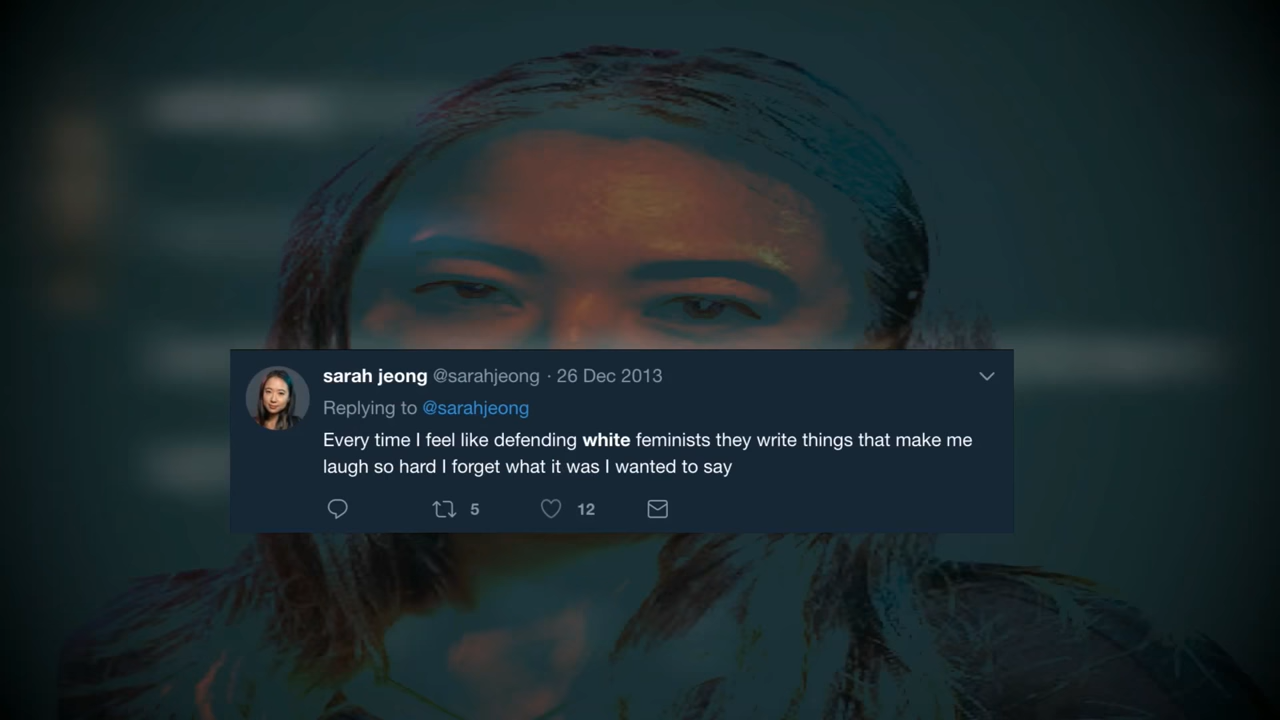 sarah jeong @sarahjeong · 26 Dec 2013
Replying to @sarahjeong
Every time I feel like defending white feminists they write things that make me
laugh so hard I forget what it was I wanted to say
5 12